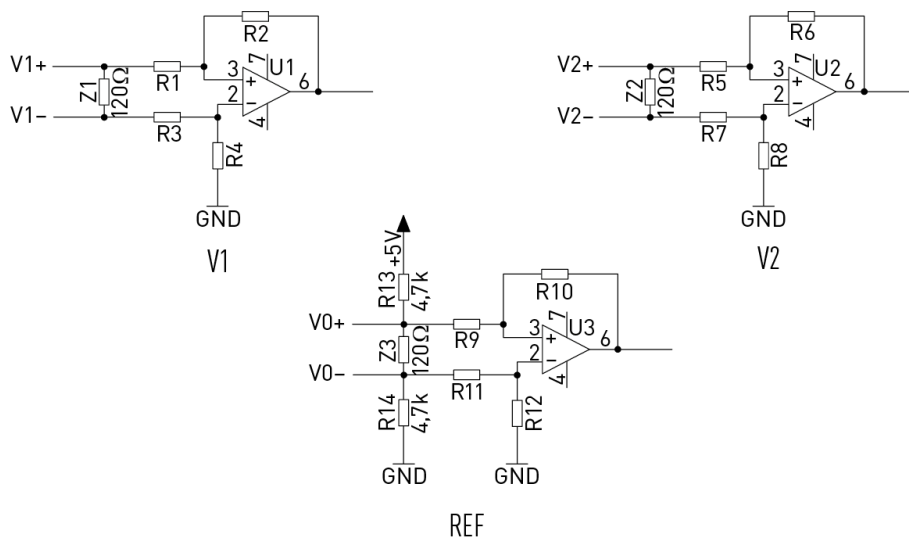 R2
V1+
R1
3
+
7
U1
6
Z1
120Ω
2
−
4
V1−
R3
R4
GND
V1
R6
V2+
R5
3
+
7
U2
6
Z2
120Ω
2
−
4
V2−
R7
R8
GND
V2
+5V
R13
4,7k
R10
V0+
R9
3
+
7
U3
6
Z3
120Ω
2
−
4
V0−
R11
R14
4,7k
R12
GND
GND
REF